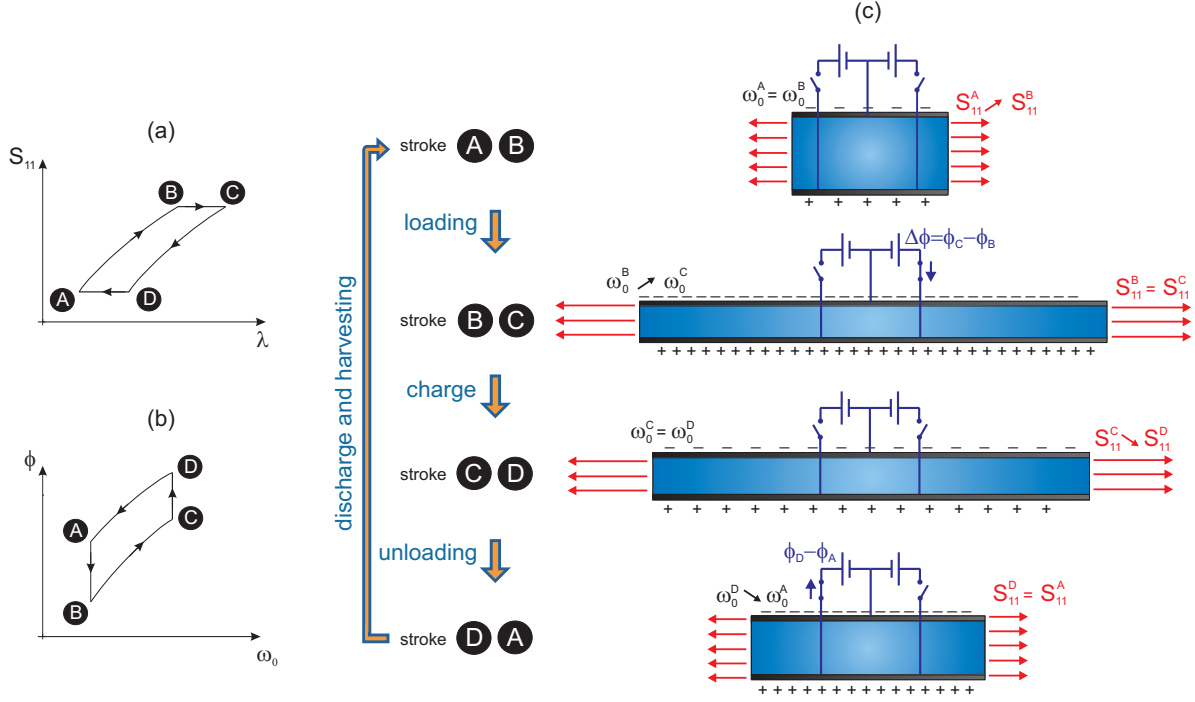 (a)
S₁₁
B
C
A
D
λ
(b)
ϕ
D
A
C
B
ω₀
discharge and harvesting
stroke A B
loading
stroke B C
charge
stroke C D
unloading
stroke D A
(c)
ω₀ᴬ = ω₀ᴮ
− − − − −
S₁₁ᴬ ↗ S₁₁ᴮ
+ + + + +
Δϕ=ϕC−ϕB
ω₀ᴮ ↗ ω₀ᶜ
S₁₁ᴮ = S₁₁ᶜ
+ + + + + + + + + + + + + + + + + + + + + + + + + + + + + +
ω₀ᶜ = ω₀ᴰ
S₁₁ᶜ ↘ S₁₁ᴰ
+ + + + + + + + + + + + +
ϕD−ϕA
ω₀ᴰ ↘ ω₀ᴬ
S₁₁ᴰ = S₁₁ᴬ
+ + + + + + + + + + + + + + + +